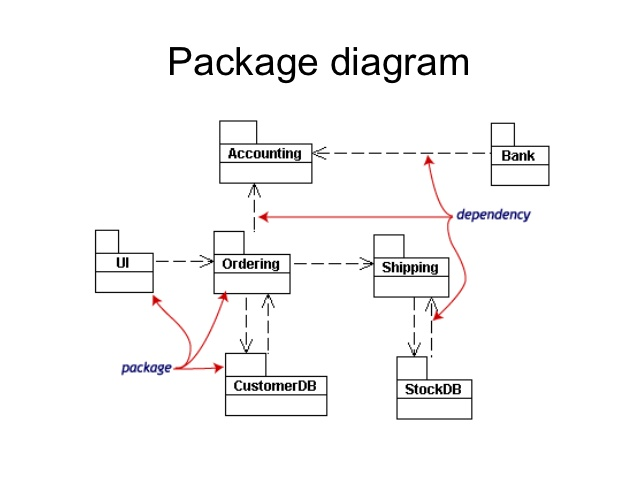 Package diagram
Accounting
Bank
dependency
UI
Ordering
Shipping
package
CustomerDB
StockDB